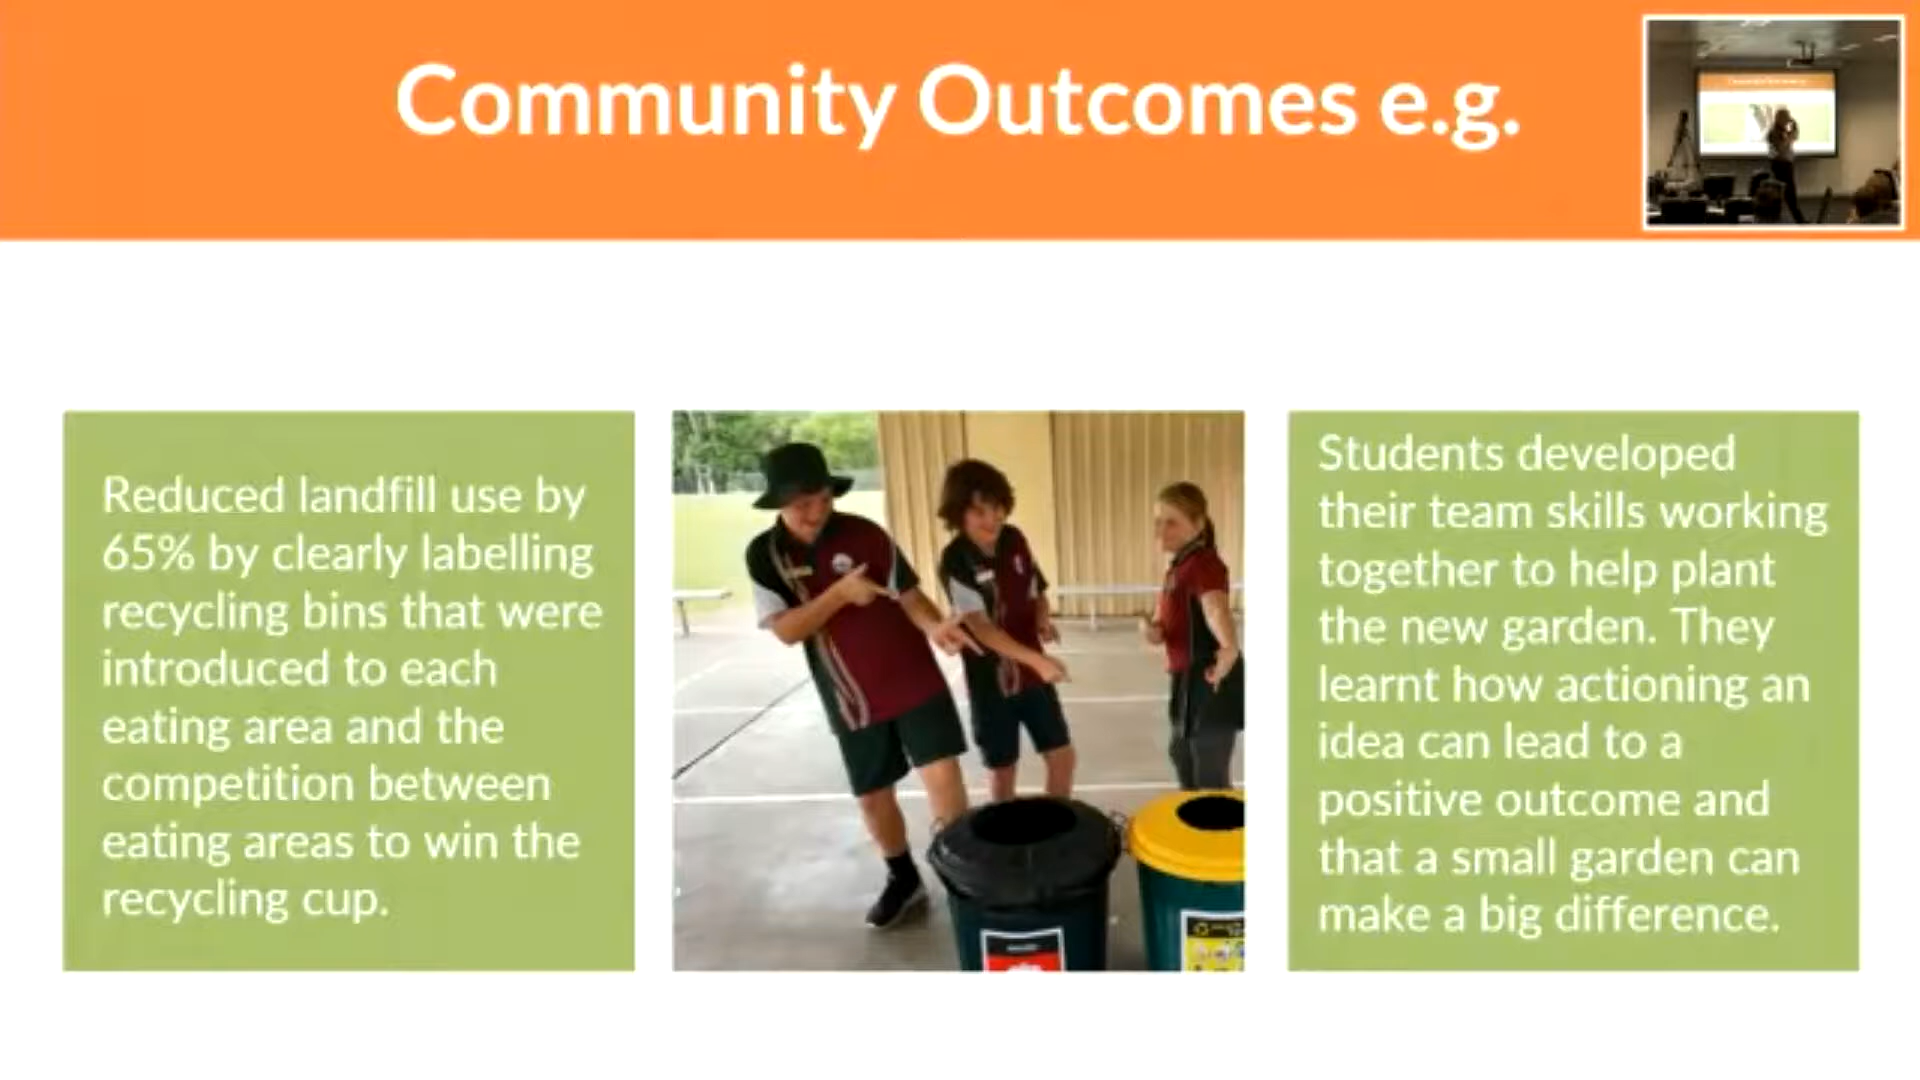 Community Outcomes e.g.
Reduced landfill use by
65% by clearly labelling
recycling bins that were
introduced to each
eating area and the
competition between
eating areas to win the
recycling cup.
Students developed
their team skills working
together to help plant
the new garden. They
learnt how actioning an
idea can lead to a
positive outcome and
that a small garden can
make a big difference.